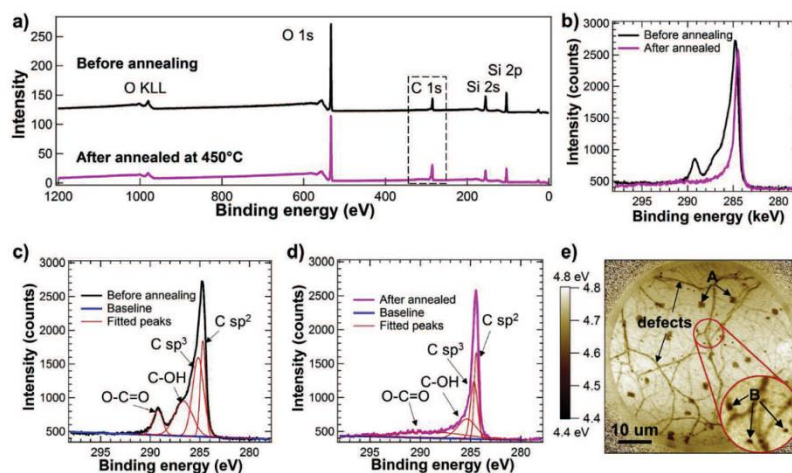 a)
Intensity
250
200
150
100
50
0
1200
1000
800
600
400
200
0
Binding energy (eV)
O 1s
Before annealing
O KLL
C 1s
Si 2s
Si 2p
After annealed at 450°C
b)
Intensity (counts)
3000
2500
2000
1500
1000
500
Before annealing
After annealed
295
290
285
280
Binding energy (keV)
c)
Intensity (counts)
3000
2500
2000
1500
1000
500
Before annealing
Baseline
Fitted peaks
C sp2
C sp3
C-OH
O-C=O
295
290
285
280
Binding energy (eV)
d)
Intensity (counts)
3000
2500
2000
1500
1000
500
After annealed
Baseline
Fitted peaks
C sp3
C sp2
C-OH
O-C=O
295
290
285
280
Binding energy (eV)
e)
4.8 eV
4.8
4.7
4.6
4.5
4.4
4.4 eV
A
defects
B
10 um